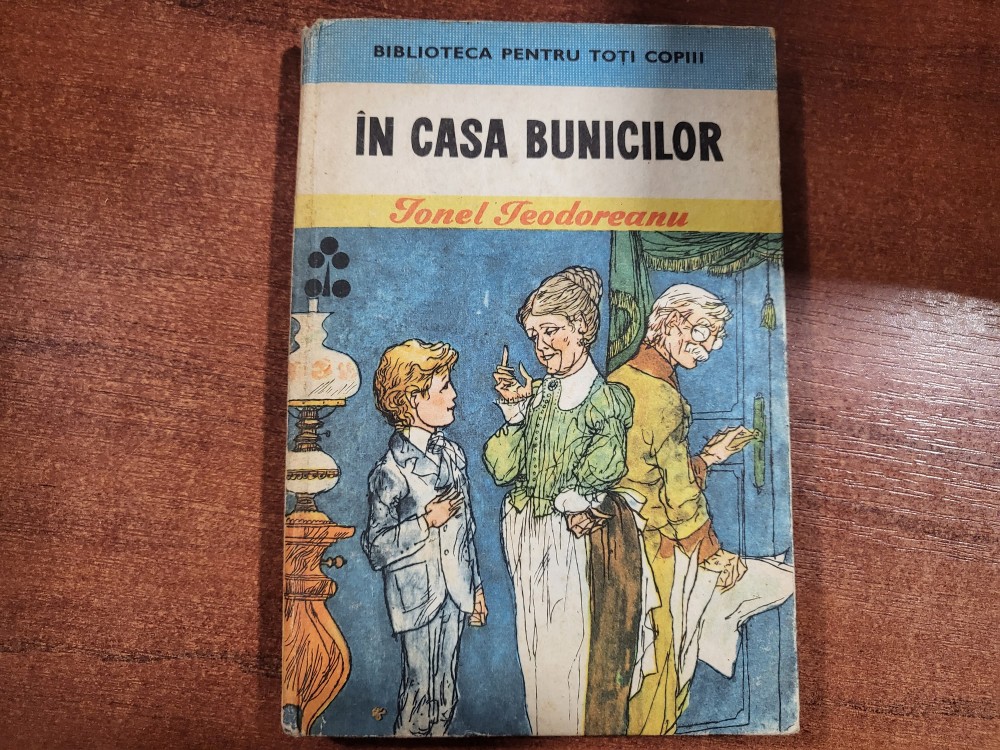 BIBLIOTECA PENTRU TOȚI COPIII
ÎN CASA BUNICILOR
Ionel Teodoreanu